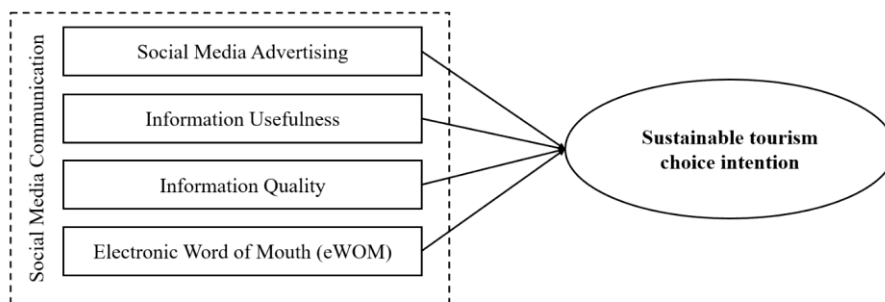 Social Media Communication
Social Media Advertising
Information Usefulness
Information Quality
Electronic Word of Mouth (eWOM)
Sustainable tourism
choice intention